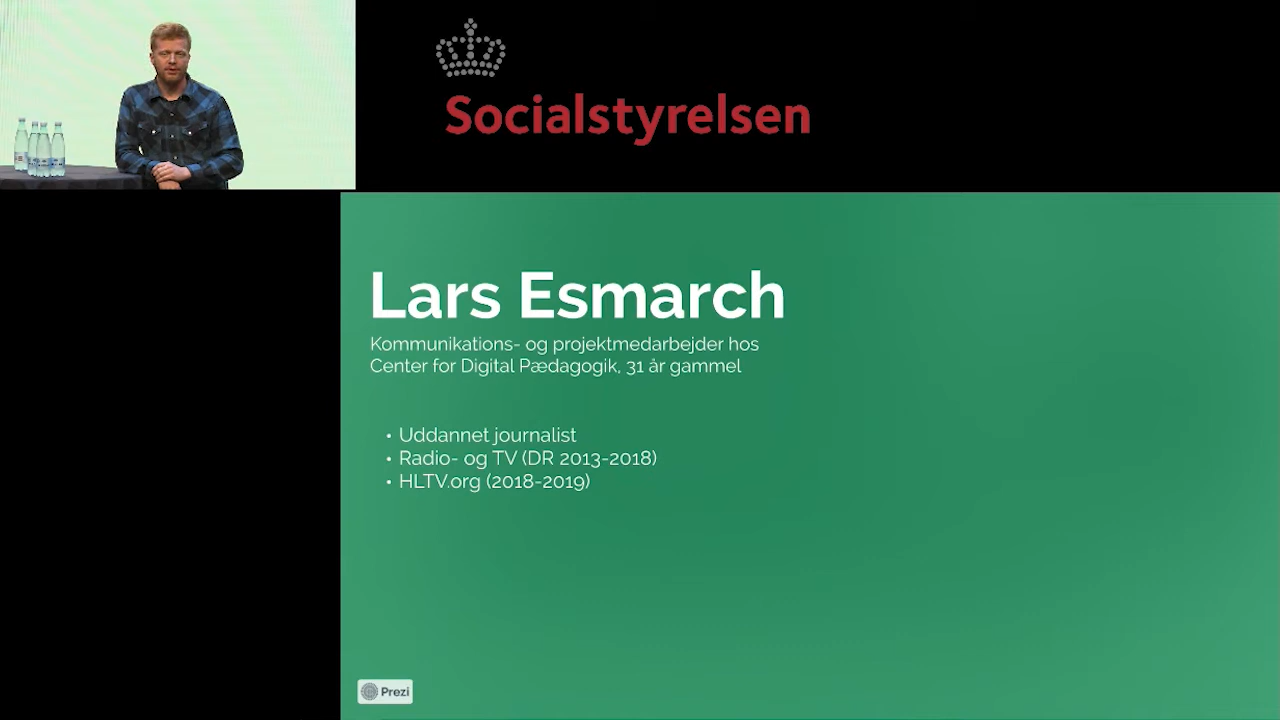 Socialstyrelsen
Lars Esmarch
Kommunikations- og projektmedarbejder hos
Center for Digital Pædagogik, 31 år gammel
• Uddannet journalist
• Radio- og TV (DR 2013-2018)
• HLTV.org (2018-2019)
Prezi